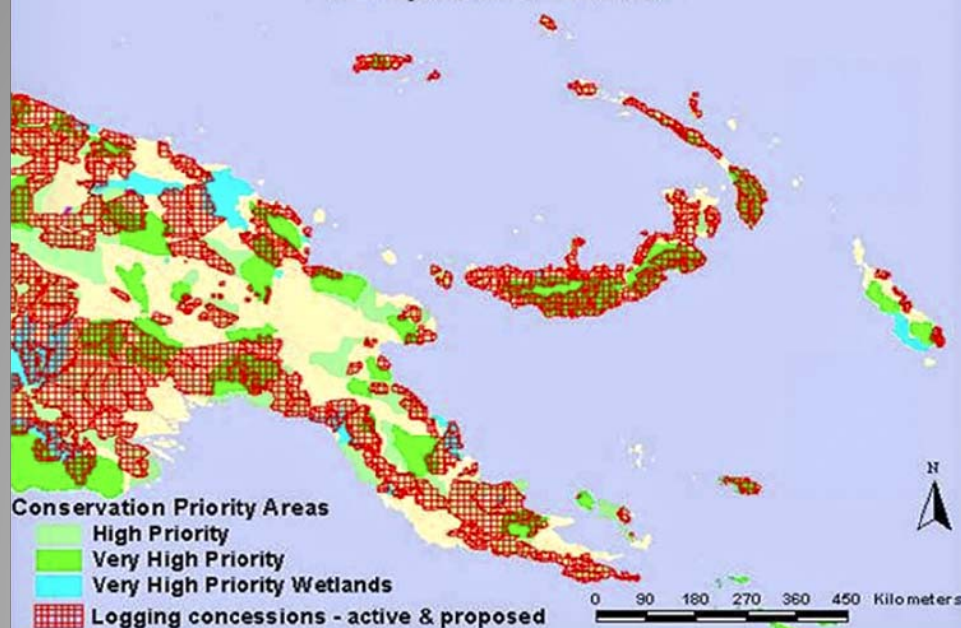 N
Conservation Priority Areas
High Priority
Very High Priority
Very High Priority Wetlands
Logging concessions - active & proposed
0 90 180 270 360 450 Kilometers